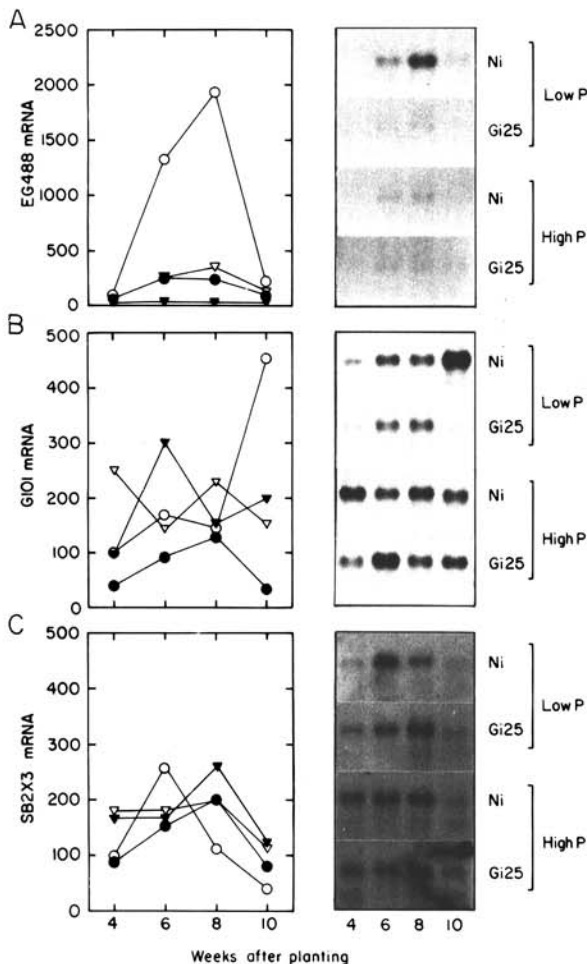 A
2500
2000
1500
1000
500
0
EG488 mRNA
Ni
Gi25
Low P
Ni
Gi25
High P
B
500
400
300
200
100
0
GIOI mRNA
Ni
Gi25
Low P
Ni
Gi25
High P
C
500
400
300
200
100
0
SB2X3 mRNA
Ni
Gi25
Low P
Ni
Gi25
High P
4 6 8 10
4 6 8 10
Weeks after planting